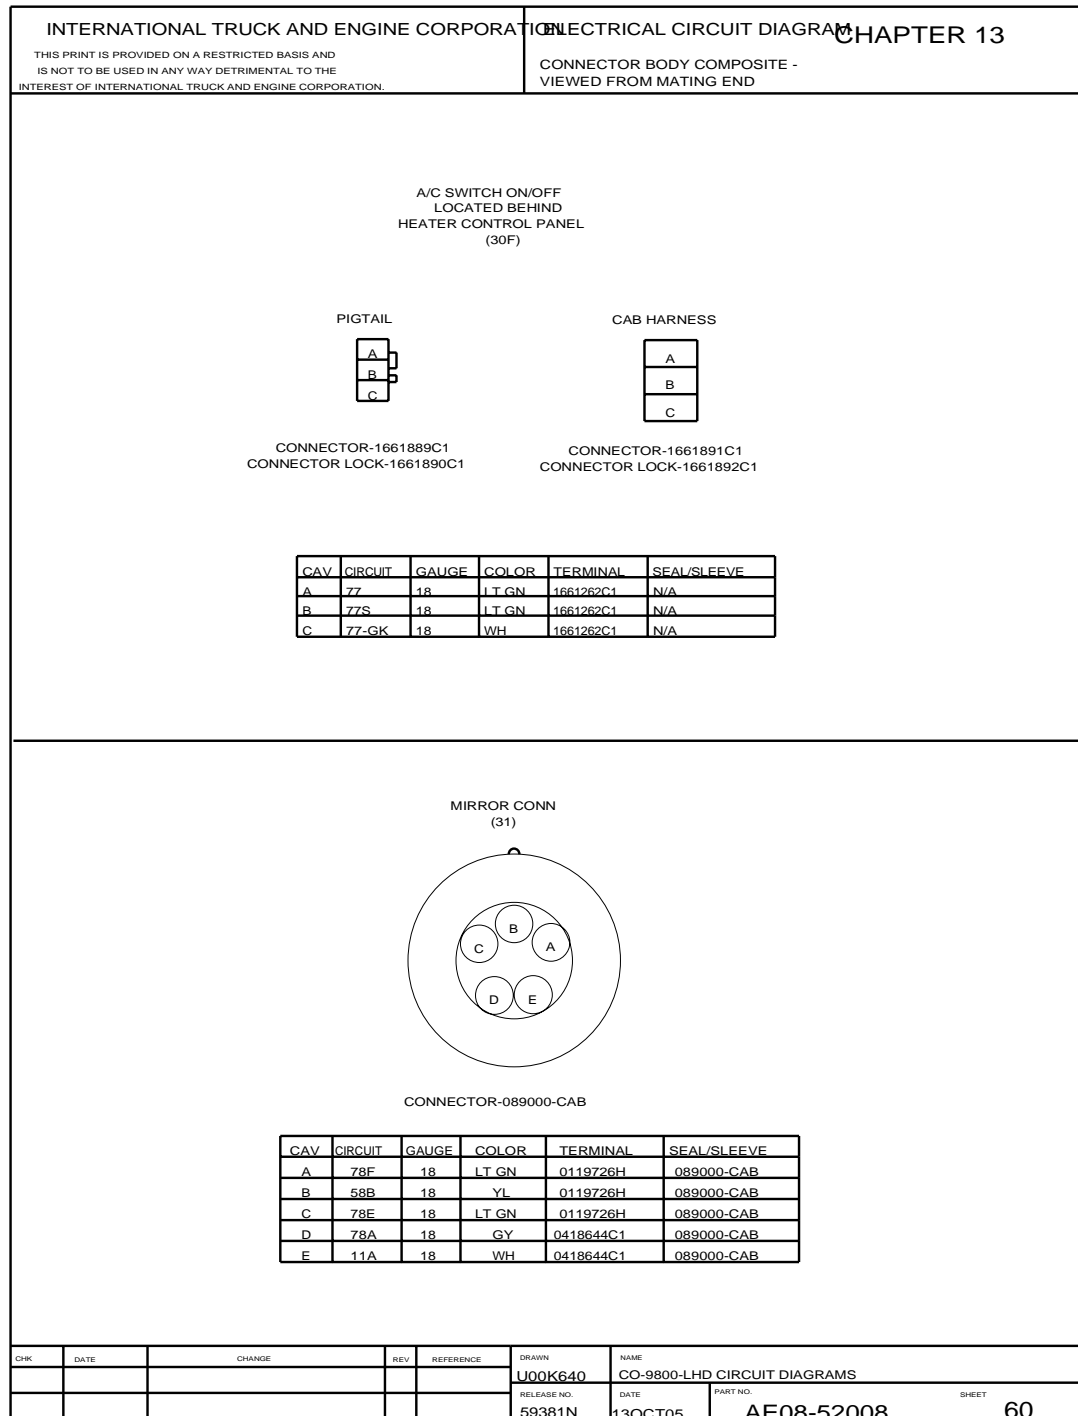 INTERNATIONAL TRUCK AND ENGINE CORPORATION
THIS PRINT IS PROVIDED ON A RESTRICTED BASIS AND
IS NOT TO BE USED IN ANY WAY DETRIMENTAL TO THE
INTEREST OF INTERNATIONAL TRUCK AND ENGINE CORPORATION.
ELECTRICAL CIRCUIT DIAGRAM
CHAPTER 13
CONNECTOR BODY COMPOSITE -
VIEWED FROM MATING END
A/C SWITCH ON/OFF
LOCATED BEHIND
HEATER CONTROL PANEL
(30F)
PIGTAIL
A
B
C
CONNECTOR-1661889C1
CONNECTOR LOCK-1661890C1
CAB HARNESS
A
B
C
CONNECTOR-1661891C1
CONNECTOR LOCK-1661892C1
CAV CIRCUIT GAUGE COLOR TERMINAL SEAL/SLEEVE
A 77 18 LT GN 1661262C1 N/A
B 77S 18 LT GN 1661262C1 N/A
C 77-GK 18 WH 1661262C1 N/A
MIRROR CONN
(31)
B
C A
D E
CONNECTOR-089000-CAB
CAV CIRCUIT GAUGE COLOR TERMINAL SEAL/SLEEVE
A 78F 18 LT GN 0119726H 089000-CAB
B 58B 18 YL 0119726H 089000-CAB
C 78E 18 LT GN 0119726H 089000-CAB
D 78A 18 GY 0418644C1 089000-CAB
E 11A 18 WH 0418644C1 089000-CAB
CHK DATE CHANGE REV REFERENCE
DRAWN
U00K640
NAME
CO-9800-LHD CIRCUIT DIAGRAMS
RELEASE NO.
59381N
DATE
13OCT05
PART NO.
AE08-52008
SHEET
60